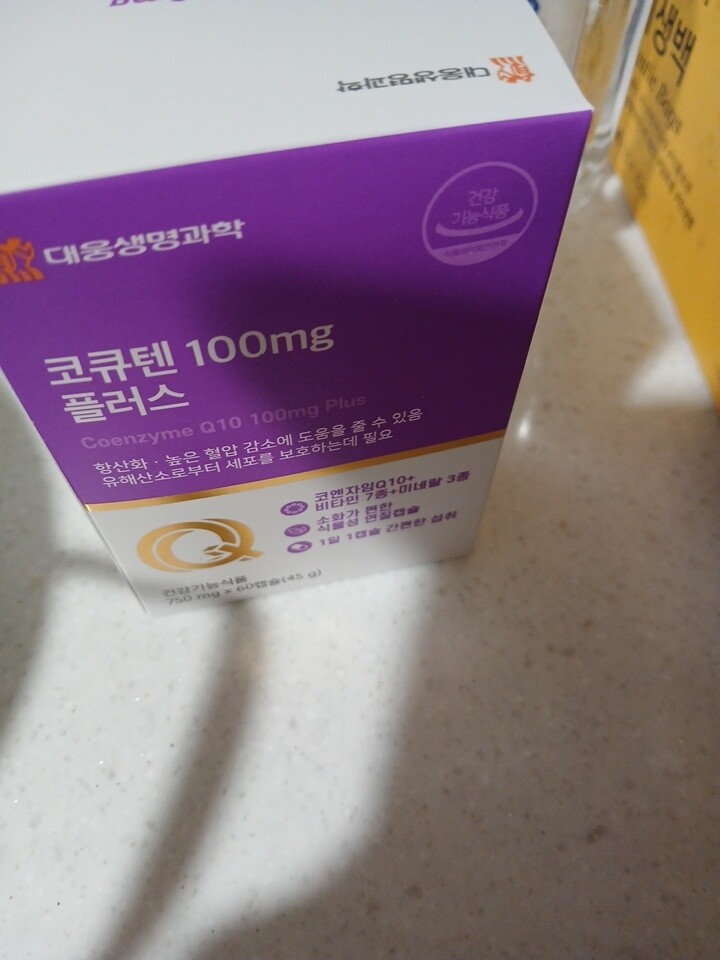 대웅생명과학
대웅생명과학
건강
기능식품
코큐텐 100mg
플러스
Coenzyme Q10 100mg Plus
항산화 · 높은 혈압 감소에 도움을 줄 수 있음
유해산소로부터 세포를 보호하는데 필요
코엔자임Q10+
비타민 7종+미네랄 3종
소화가 편한
식물성 연질캡슐
1일 1캡슐 간편한 섭취
건강기능식품
750 mg × 60캡슐(45 g)
생백